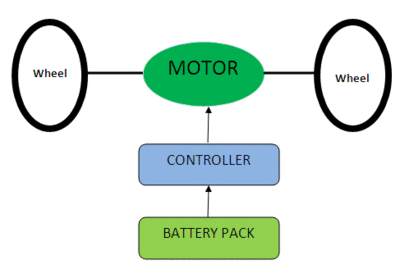 Wheel
MOTOR
Wheel
CONTROLLER
BATTERY PACK